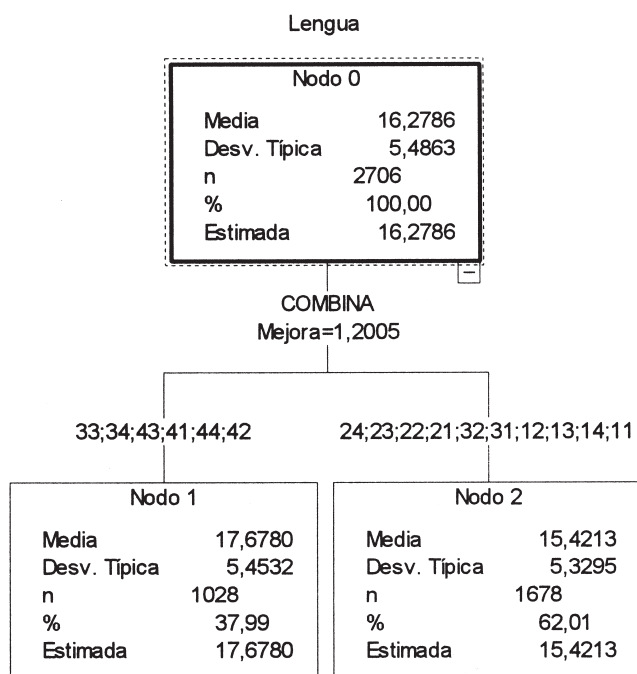 Lengua
Nodo 0
Media 16,2786
Desv. Típica 5,4863
n 2706
% 100,00
Estimada 16,2786
COMBINA
Mejora=1,2005
33;34;43;41;44;42
24;23;22;21;32;31;12;13;14;11
Nodo 1
Media 17,6780
Desv. Típica 5,4532
n 1028
% 37,99
Estimada 17,6780
Nodo 2
Media 15,4213
Desv. Típica 5,3295
n 1678
% 62,01
Estimada 15,4213